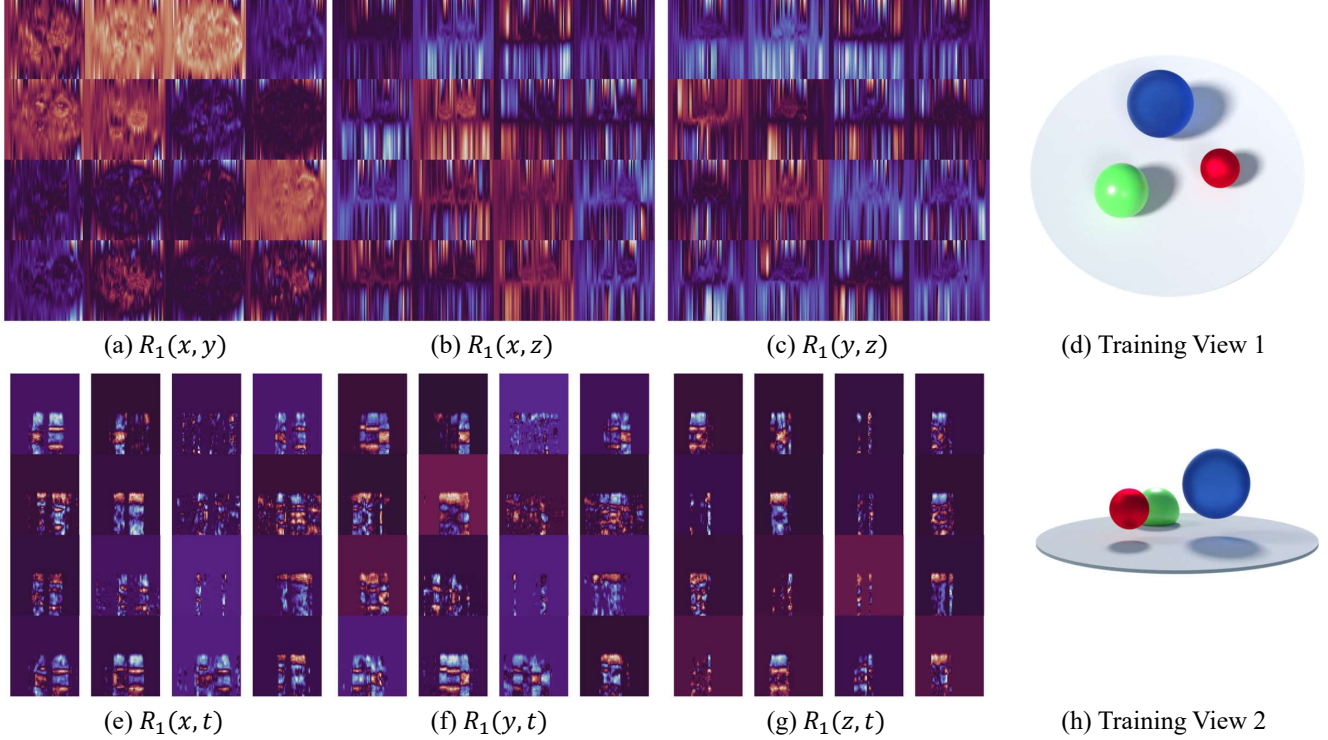 (a) R₁(x, y)
(b) R₁(x, z)
(c) R₁(y, z)
(d) Training View 1
(e) R₁(x, t)
(f) R₁(y, t)
(g) R₁(z, t)
(h) Training View 2